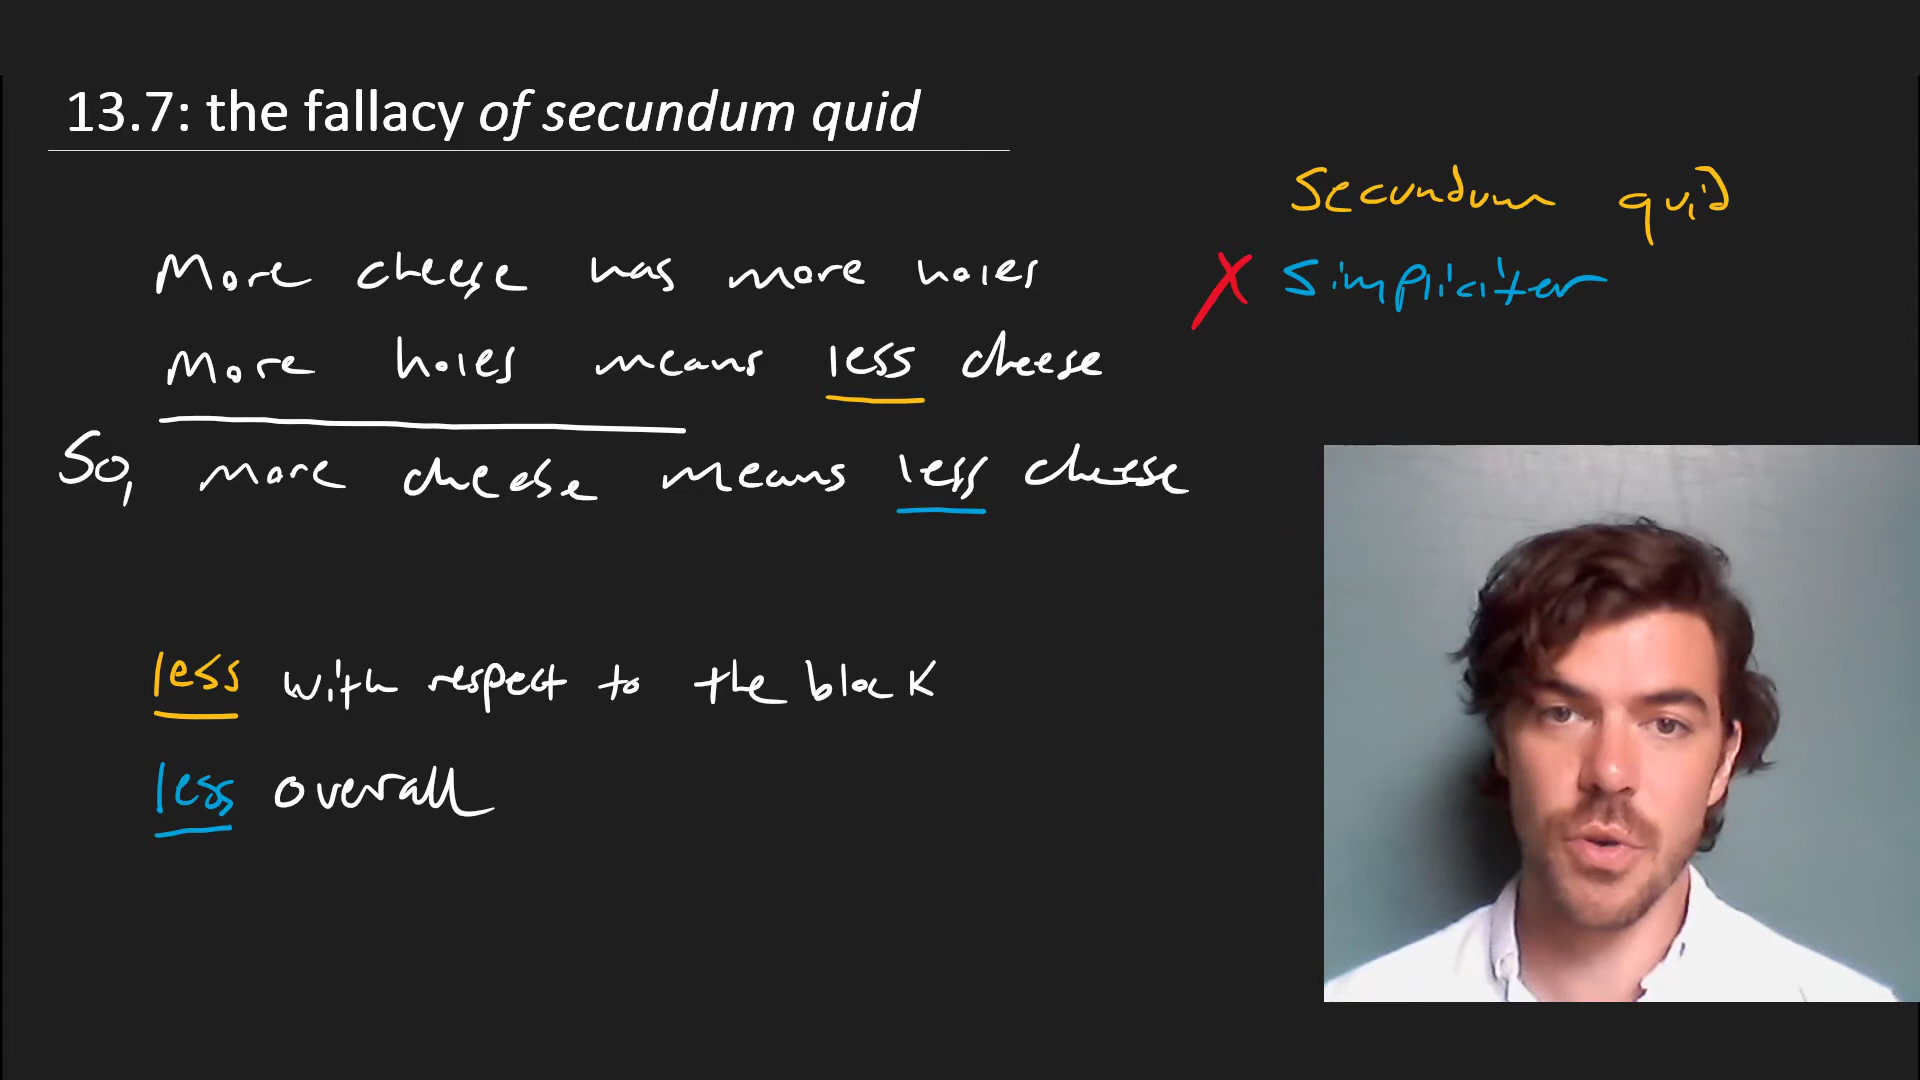 13.7: the fallacy of secundum quid
Secundum quid
X Simpliciter
More cheese has more holes
More holes means less cheese
So, more cheese means less cheese
less with respect to the block
less overall